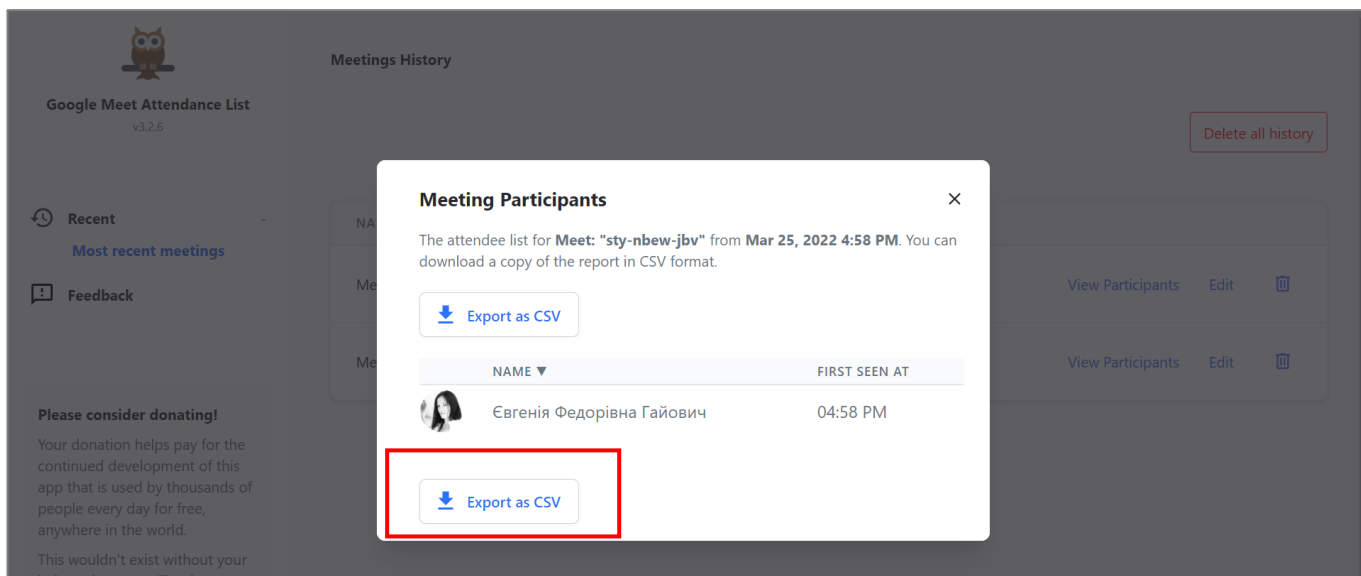 Google Meet Attendance List
v3.2.6
Recent -
Most recent meetings
Feedback
Please consider donating!
Your donation helps pay for the
continued development of this
app that is used by thousands of
people every day for free,
anywhere in the world.
This wouldn't exist without your
Meetings History
Delete all history
NA
Me
View Participants Edit
Me
View Participants Edit
Meeting Participants
The attendee list for Meet: "sty-nbew-jbv" from Mar 25, 2022 4:58 PM. You can
download a copy of the report in CSV format.
Export as CSV
NAME ▼ FIRST SEEN AT
Євгенія Федорівна Гайович 04:58 PM
Export as CSV